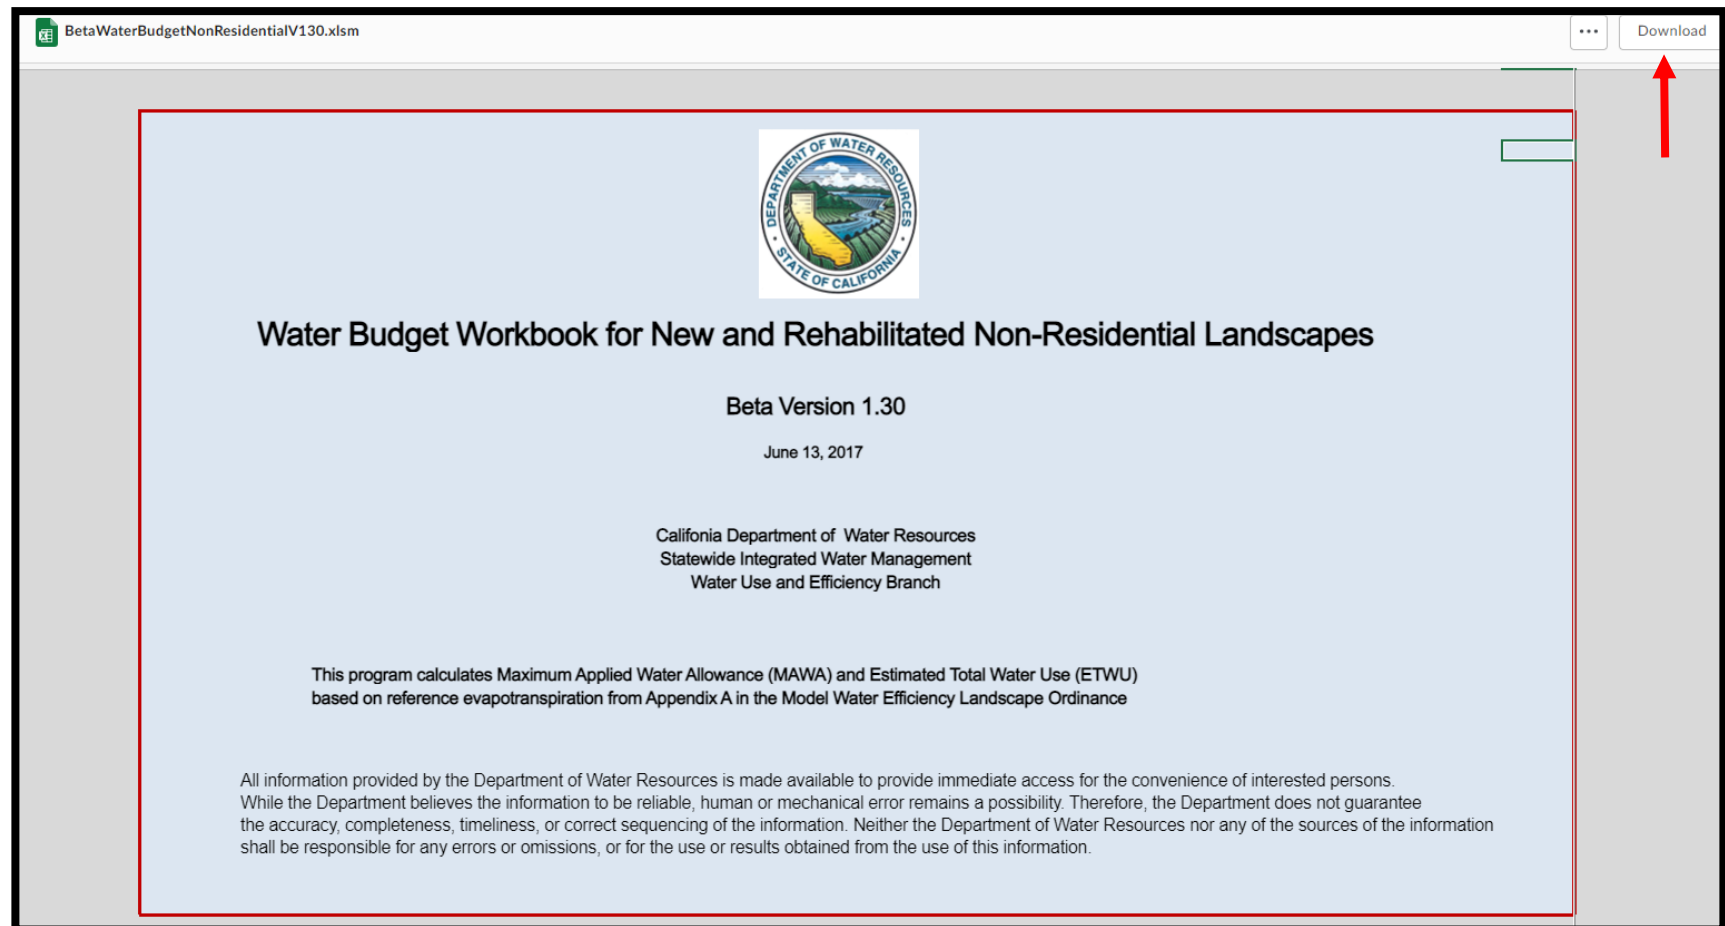 BetaWaterBudgetNonResidentialV130.xlsm
Download
DEPARTMENT OF WATER RESOURCES
STATE OF CALIFORNIA
Water Budget Workbook for New and Rehabilitated Non-Residential Landscapes
Beta Version 1.30
June 13, 2017
Califonia Department of Water Resources
Statewide Integrated Water Management
Water Use and Efficiency Branch
This program calculates Maximum Applied Water Allowance (MAWA) and Estimated Total Water Use (ETWU)
based on reference evapotranspiration from Appendix A in the Model Water Efficiency Landscape Ordinance
All information provided by the Department of Water Resources is made available to provide immediate access for the convenience of interested persons.
While the Department believes the information to be reliable, human or mechanical error remains a possibility. Therefore, the Department does not guarantee
the accuracy, completeness, timeliness, or correct sequencing of the information. Neither the Department of Water Resources nor any of the sources of the information
shall be responsible for any errors or omissions, or for the use or results obtained from the use of this information.